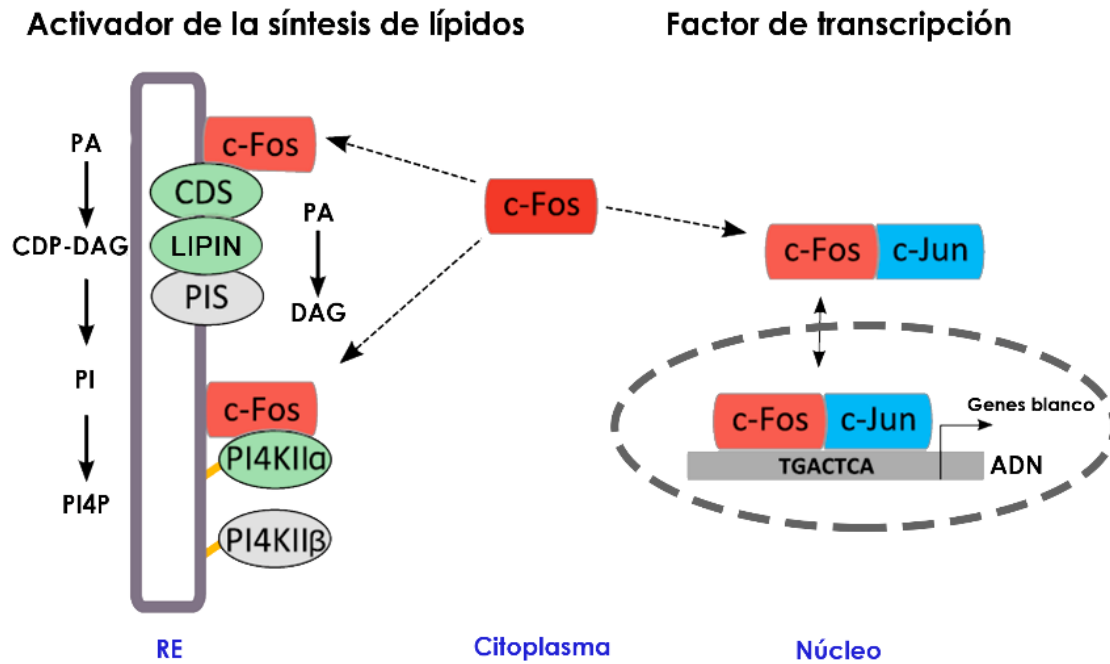 Activador de la síntesis de lípidos
Factor de transcripción
PA
CDP-DAG
PI
PI4P
c-Fos
CDS
LIPIN
PIS
PA
DAG
c-Fos
PI4KIIα
PI4KIIβ
c-Fos
c-Fos c-Jun
c-Fos c-Jun
Genes blanco
TGACTCA
ADN
RE
Citoplasma
Núcleo